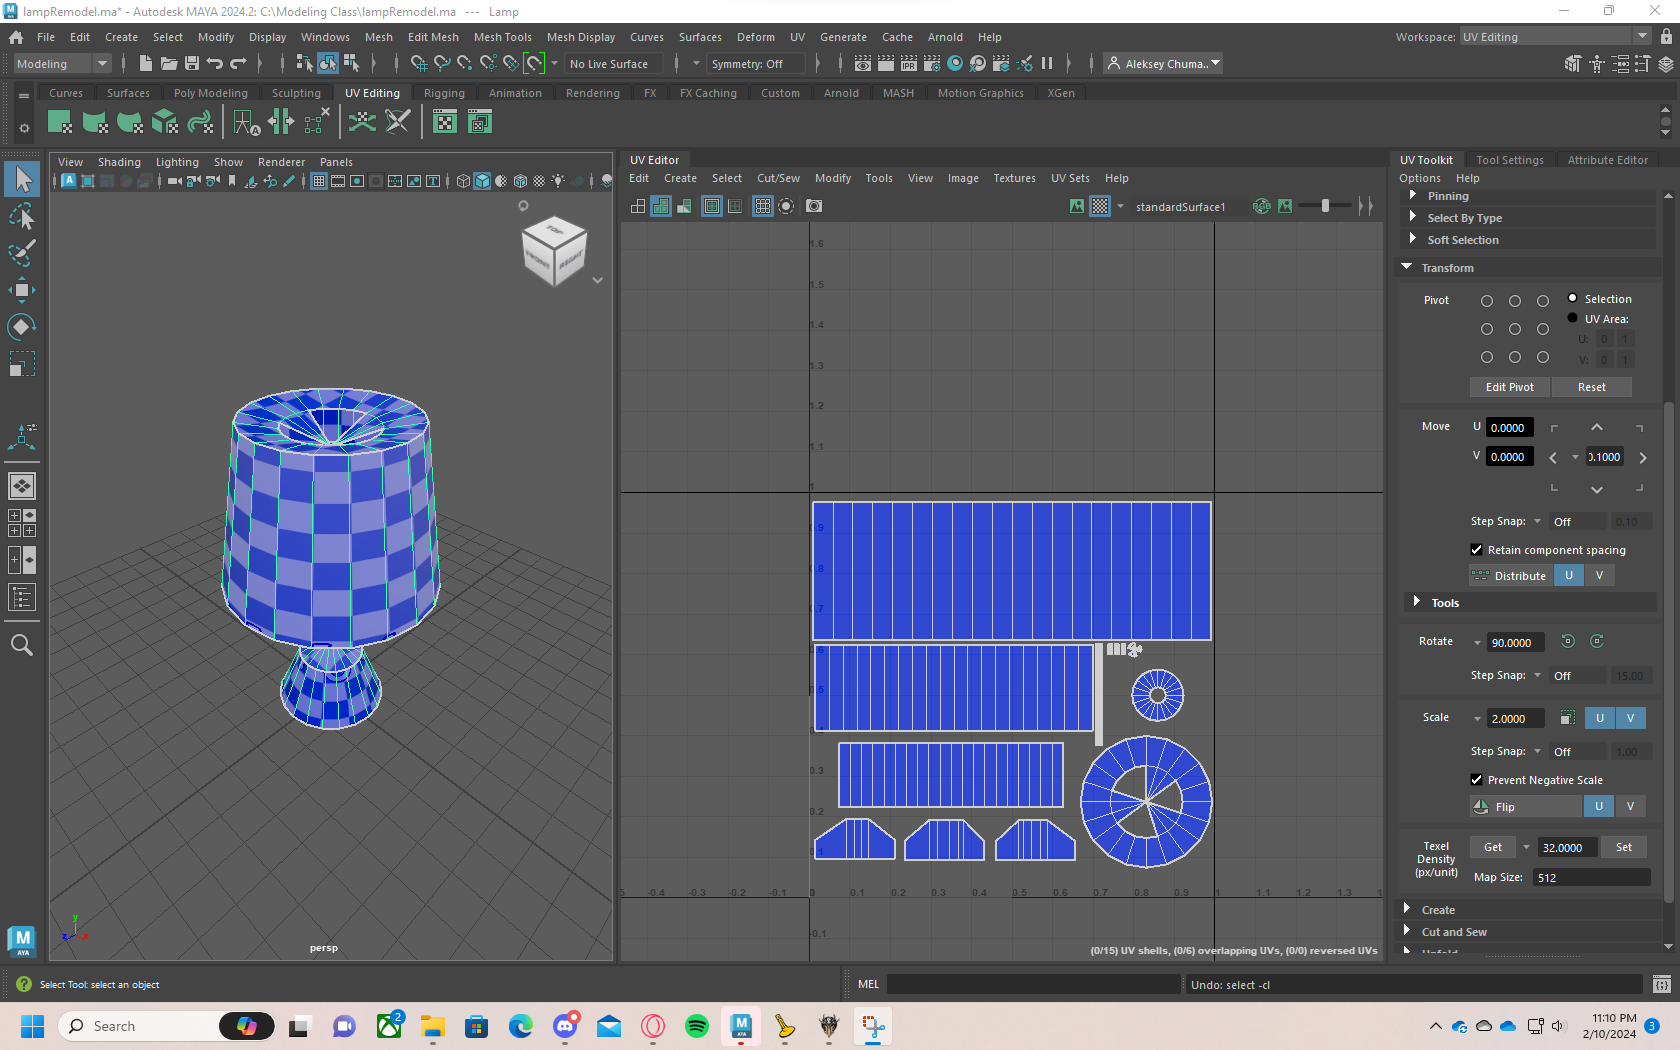 lampRemodel.ma* - Autodesk MAYA 2024.2: C:\Modeling Class\lampRemodel.ma --- Lamp
File Edit Create Select Modify Display Windows Mesh Edit Mesh Mesh Tools Mesh Display Curves Surfaces Deform UV Generate Cache Arnold Help
Workspace: UV Editing
Modeling
No Live Surface
Symmetry: Off
Aleksey Chuma..
Curves Surfaces Poly Modeling Sculpting UV Editing Rigging Animation Rendering FX FX Caching Custom Arnold MASH Motion Graphics XGen
View Shading Lighting Show Renderer Panels
TOP
FRONT
RIGHT
persp
UV Editor
Edit Create Select Cut/Sew Modify Tools View Image Textures UV Sets Help
standardSurface1
1.6
1.5
1.4
1.3
1.2
1.1
1
0.9
0.8
0.7
0.6
0.5
0.4
0.3
0.2
0.1
-0.4 -0.3 -0.2 -0.1 0 0.1 0.2 0.3 0.4 0.5 0.6 0.7 0.8 0.9 1 1.1 1.2 1.3
-0.1
(0/15) UV shells, (0/6) overlapping UVs, (0/0) reversed UVs
UV Toolkit Tool Settings Attribute Editor
Options Help
Pinning
Select By Type
Soft Selection
Transform
Pivot
Selection
UV Area:
U: 0 1
V: 0 1
Edit Pivot Reset
Move U 0.0000
V 0.0000
0.1000
Step Snap: Off 0.10
Retain component spacing
Distribute U V
Tools
Rotate 90.0000
Step Snap: Off 15.00
Scale 2.0000 U V
Step Snap: Off 1.00
Prevent Negative Scale
Flip U V
Texel Density (px/unit) Get 32.0000 Set
Map Size: 512
Create
Cut and Sew
Unfold
Select Tool: select an object
MEL
Undo: select -cl
Search
2
11:10 PM
2/10/2024
3